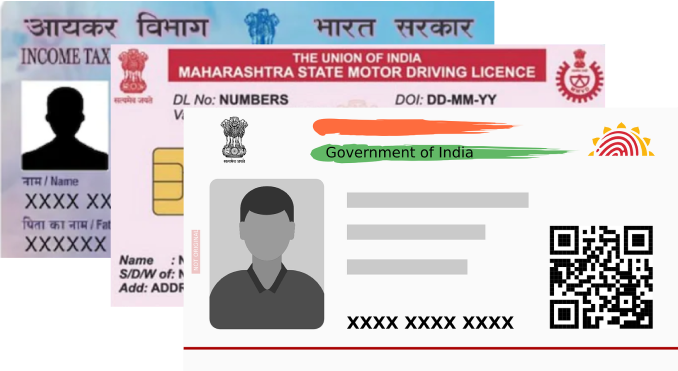 आयकर विभाग
भारत सरकार
INCOME TAX
नाम / Name
XXXX XX
पिता का नाम / Fat
XXXXXX
सत्यमेव जयते
THE UNION OF INDIA
MAHARASHTRA STATE MOTOR DRIVING LICENCE
DL No: NUMBERS
DOI: DD-MM-YY
Name : N
S/D/W of: N
Add: ADDR
सत्यमेव जयते
Government of India
XXXX XXXX XXXX